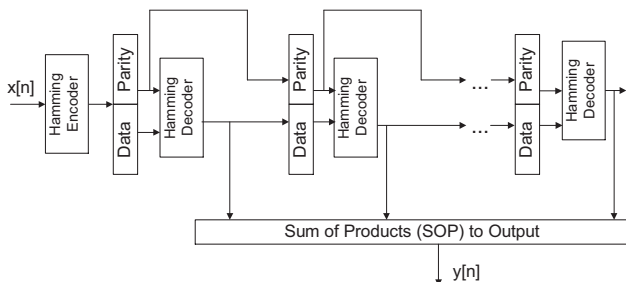 x[n]
Hamming
Encoder
Parity
Data
Hamming
Decoder
Parity
Data
Hamming
Decoder
...
...
Parity
Data
Hamming
Decoder
Sum of Products (SOP) to Output
y[n]